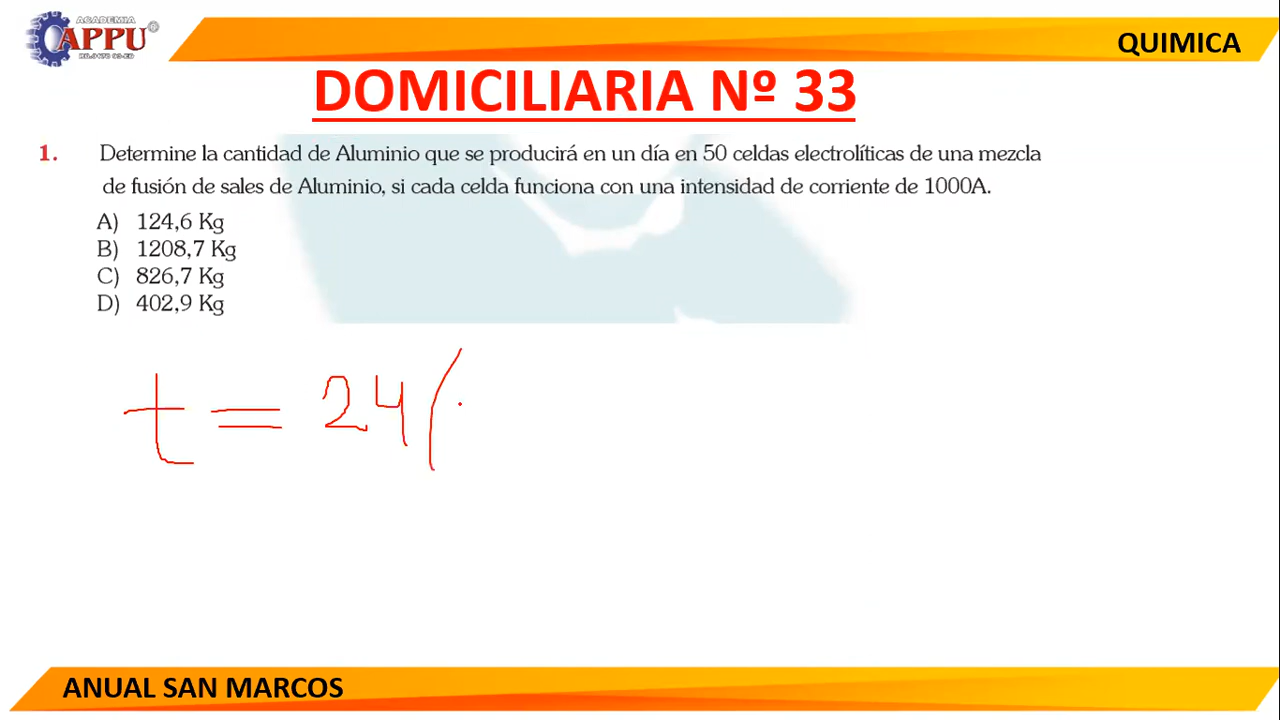 ACADEMIA
APPU
QUIMICA
DOMICILIARIA Nº 33
1. Determine la cantidad de Aluminio que se producirá en un día en 50 celdas electrolíticas de una mezcla
de fusión de sales de Aluminio, si cada celda funciona con una intensidad de corriente de 1000A.
A) 124,6 Kg
B) 1208,7 Kg
C) 826,7 Kg
D) 402,9 Kg
t = 24 (
ANUAL SAN MARCOS